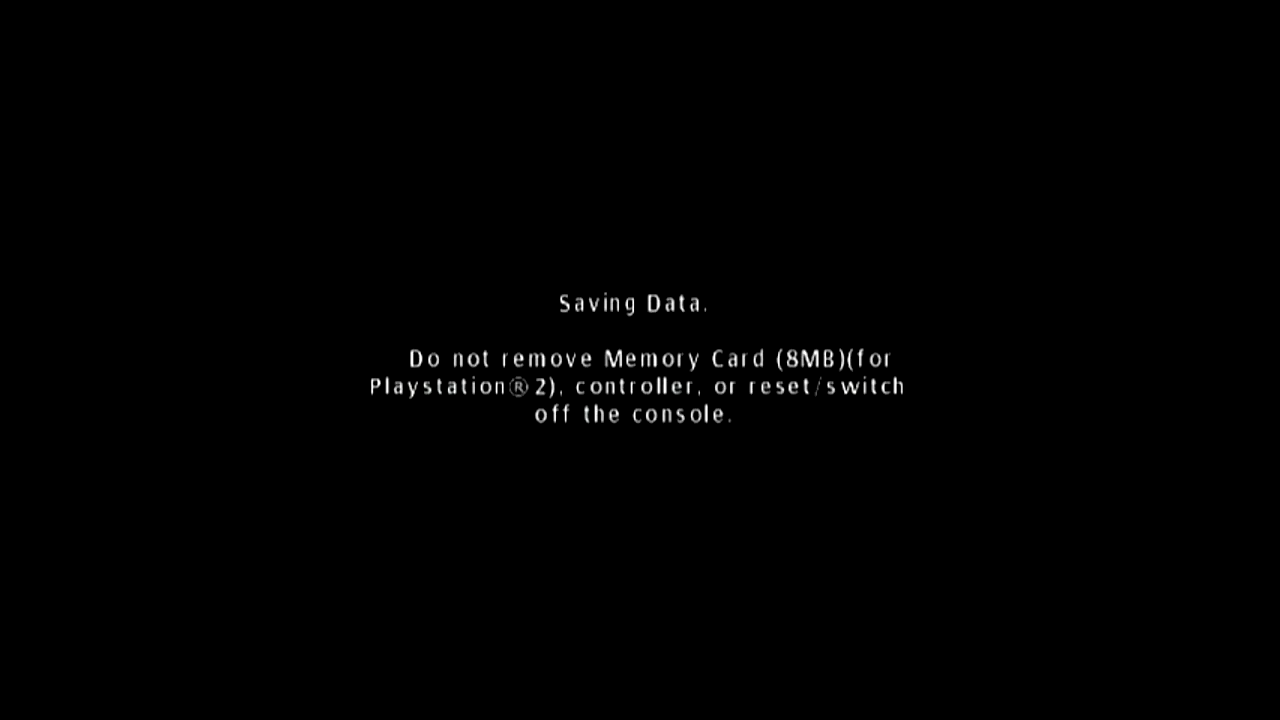 Saving Data.
Do not remove Memory Card (8MB)(for
Playstation®2), controller, or reset/switch
off the console.